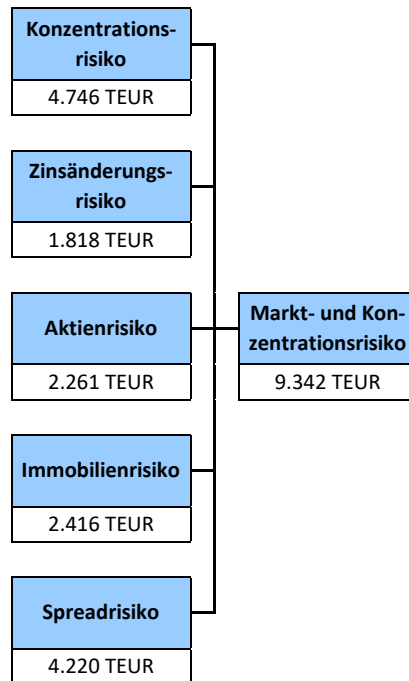 Konzentrations-
risiko
4.746 TEUR
Zinsänderungs-
risiko
1.818 TEUR
Aktienrisiko
2.261 TEUR
Markt- und Kon-
zentrationsrisiko
9.342 TEUR
Immobilienrisiko
2.416 TEUR
Spreadrisiko
4.220 TEUR